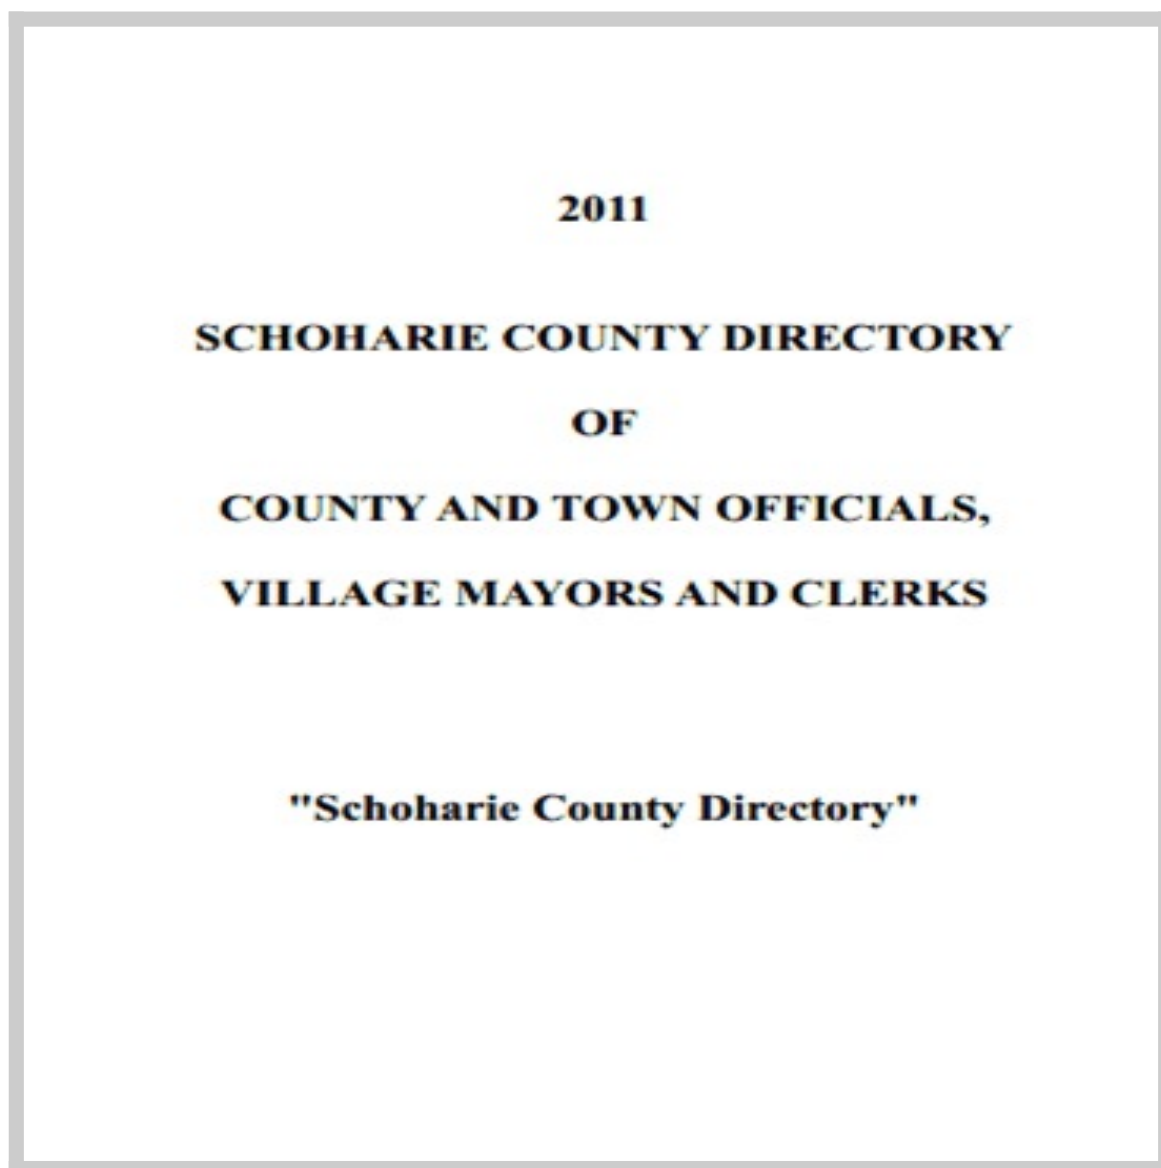 2011
SCHOHARIE COUNTY DIRECTORY
OF
COUNTY AND TOWN OFFICIALS,
VILLAGE MAYORS AND CLERKS
"Schoharie County Directory"